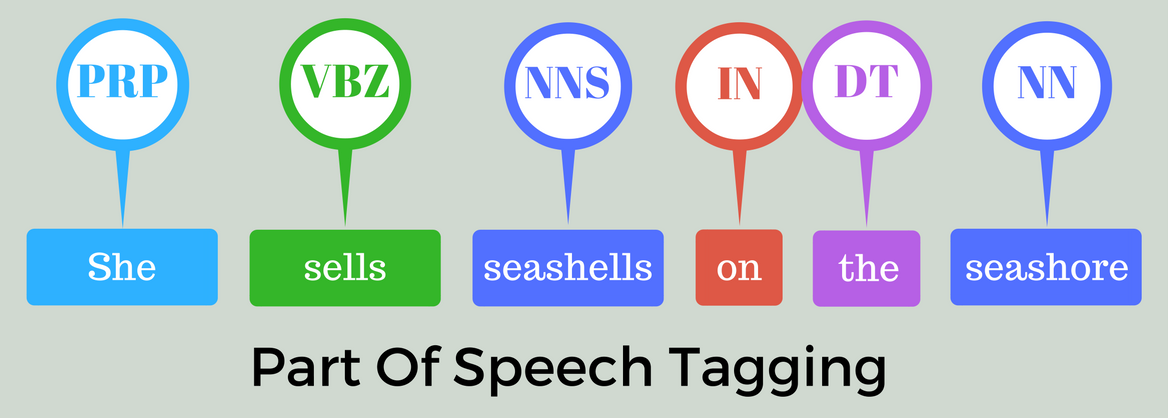 PRP VBZ NNS IN DT NN
She sells seashells on the seashore
Part Of Speech Tagging